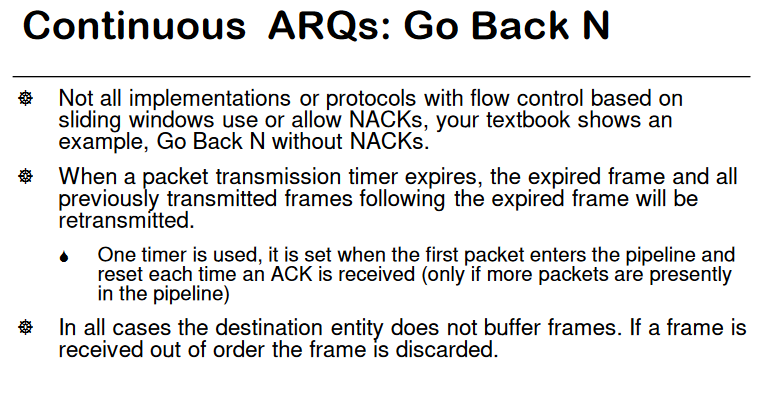 Continuous ARQs: Go Back N
Not all implementations or protocols with flow control based on
sliding windows use or allow NACKs, your textbook shows an
example, Go Back N without NACKs.
When a packet transmission timer expires, the expired frame and all
previously transmitted frames following the expired frame will be
retransmitted.
One timer is used, it is set when the first packet enters the pipeline and
reset each time an ACK is received (only if more packets are presently
in the pipeline)
In all cases the destination entity does not buffer frames. If a frame is
received out of order the frame is discarded.